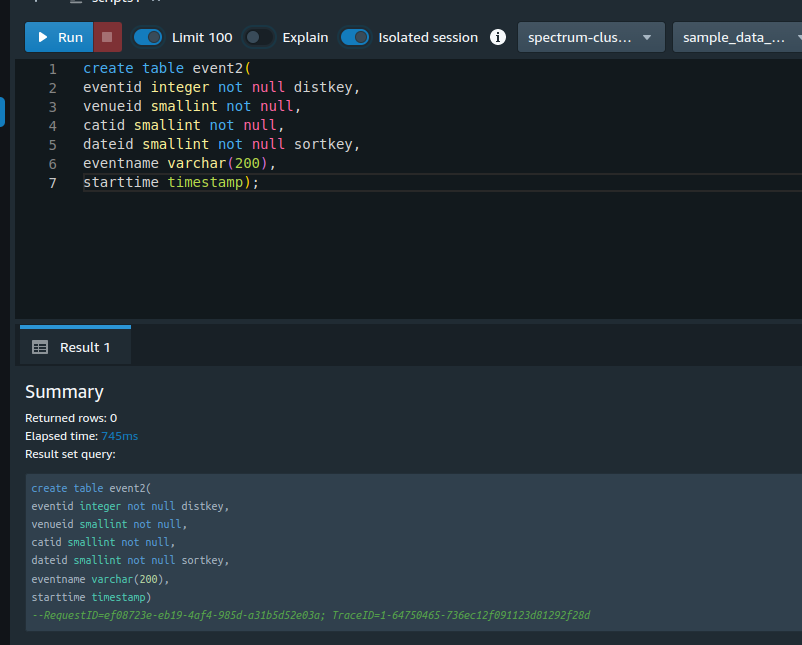 Run
Limit 100
Explain
Isolated session
spectrum-clus...
sample_data_...
1 create table event2(
2 eventid integer not null distkey,
3 venueid smallint not null,
4 catid smallint not null,
5 dateid smallint not null sortkey,
6 eventname varchar(200),
7 starttime timestamp);
Result 1
Summary
Returned rows: 0
Elapsed time: 745ms
Result set query:
create table event2(
eventid integer not null distkey,
venueid smallint not null,
catid smallint not null,
dateid smallint not null sortkey,
eventname varchar(200),
starttime timestamp)
--RequestID=ef08723e-eb19-4af4-985d-a31b5d52e03a; TraceID=1-64750465-736ec12f091123d81292f28d